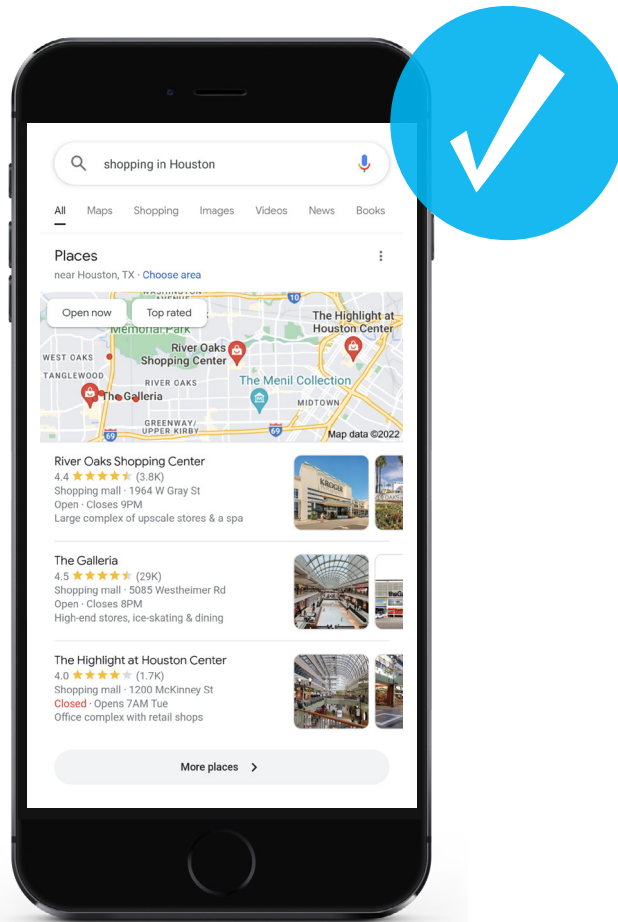 shopping in Houston
All Maps Shopping Images Videos News Books
Places
near Houston, TX · Choose area
Open now Top rated
10
The Highlight at
Houston Center
Memorial Park
River Oaks
Shopping Center
WEST OAKS
TANGLEWOOD
RIVER OAKS
The Menil Collection
The Galleria
MIDTOWN
GREENWAY/
UPPER KIRBY
69
69
Map data ©2022
River Oaks Shopping Center
4.4 (3.8K)
Shopping mall · 1964 W Gray St
Open · Closes 9PM
Large complex of upscale stores & a spa
KROGER
The Galleria
4.5 (29K)
Shopping mall · 5085 Westheimer Rd
Open · Closes 8PM
High-end stores, ice-skating & dining
The Highlight at Houston Center
4.0 (1.7K)
Shopping mall · 1200 McKinney St
Closed · Opens 7AM Tue
Office complex with retail shops
More places